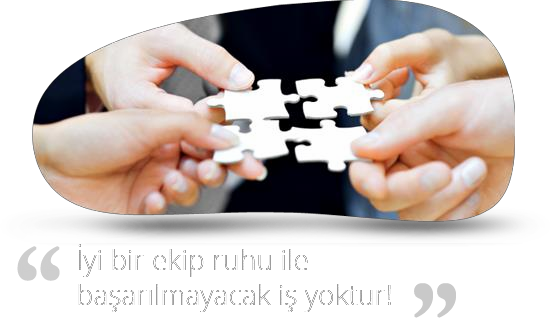 “ İyi bir ekip ruhu ile
başarılmayacak iş yoktur! ”